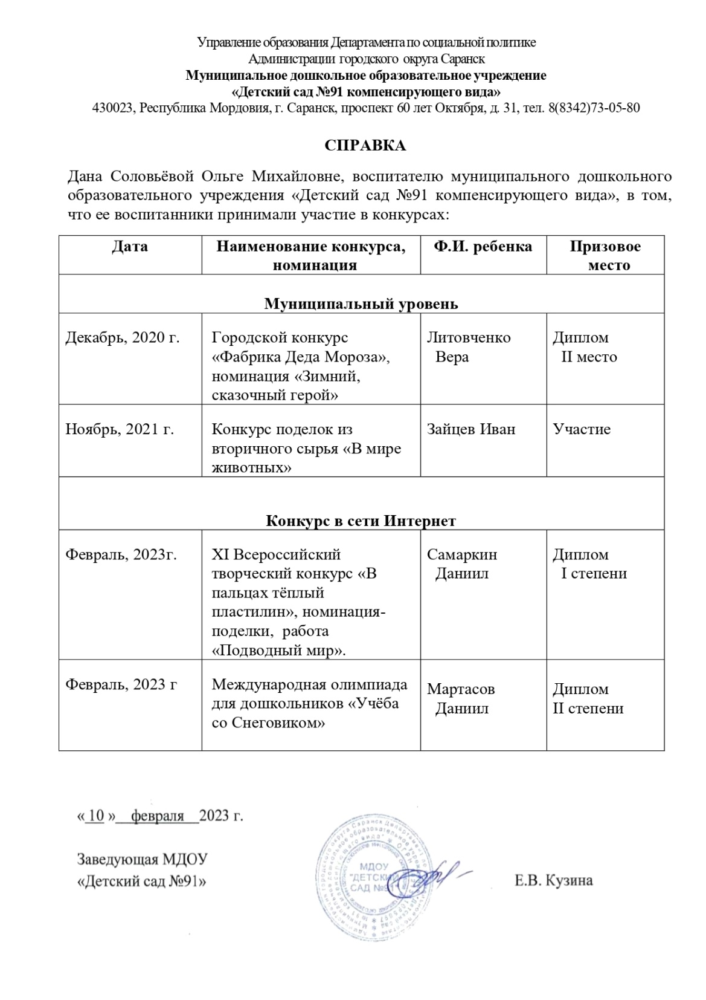 Управление образования Департамента по социальной политике
Администрации городского округа Саранск
Муниципальное дошкольное образовательное учреждение
«Детский сад №91 компенсирующего вида»
430023, Республика Мордовия, г. Саранск, проспект 60 лет Октября, д. 31, тел. 8(8342)73-05-80
СПРАВКА
Дана Соловьёвой Ольге Михайловне, воспитателю муниципального дошкольного
образовательного учреждения «Детский сад №91 компенсирующего вида», в том,
что ее воспитанники принимали участие в конкурсах:
Дата
Наименование конкурса,
номинация
Ф.И. ребенка
Призовое
место
Муниципальный уровень
Декабрь, 2020 г.
Городской конкурс
«Фабрика Деда Мороза»,
номинация «Зимний,
сказочный герой»
Литовченко
Вера
Диплом
II место
Ноябрь, 2021 г.
Конкурс поделок из
вторичного сырья «В мире
животных»
Зайцев Иван
Участие
Конкурс в сети Интернет
Февраль, 2023г.
XI Всероссийский
творческий конкурс «В
пальцах тёплый
пластилин», номинация-
поделки, работа
«Подводный мир».
Самаркин
Даниил
Диплом
I степени
Февраль, 2023 г
Международная олимпиада
для дошкольников «Учёба
со Снеговиком»
Мартасов
Даниил
Диплом
II степени
« 10 » февраля 2023 г.
Заведующая МДОУ
«Детский сад №91»
МДОУ
"ДЕТСКИЙ
САД №91"
Е.В. Кузина